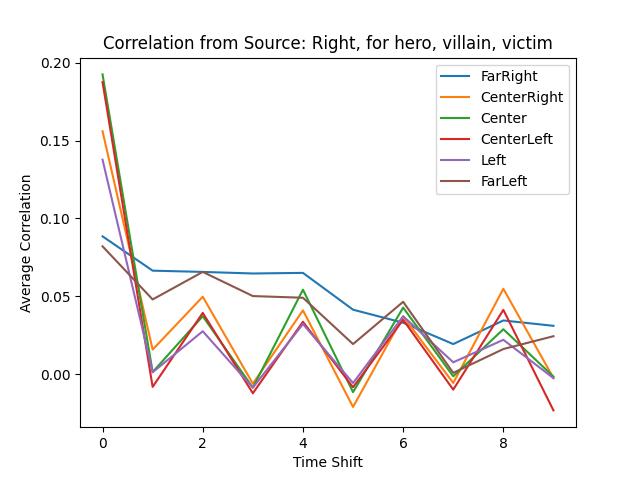 Correlation from Source: Right, for hero, villain, victim
0.20
0.15
0.10
0.05
0.00
Average Correlation
FarRight
CenterRight
Center
CenterLeft
Left
FarLeft
0 2 4 6 8
Time Shift